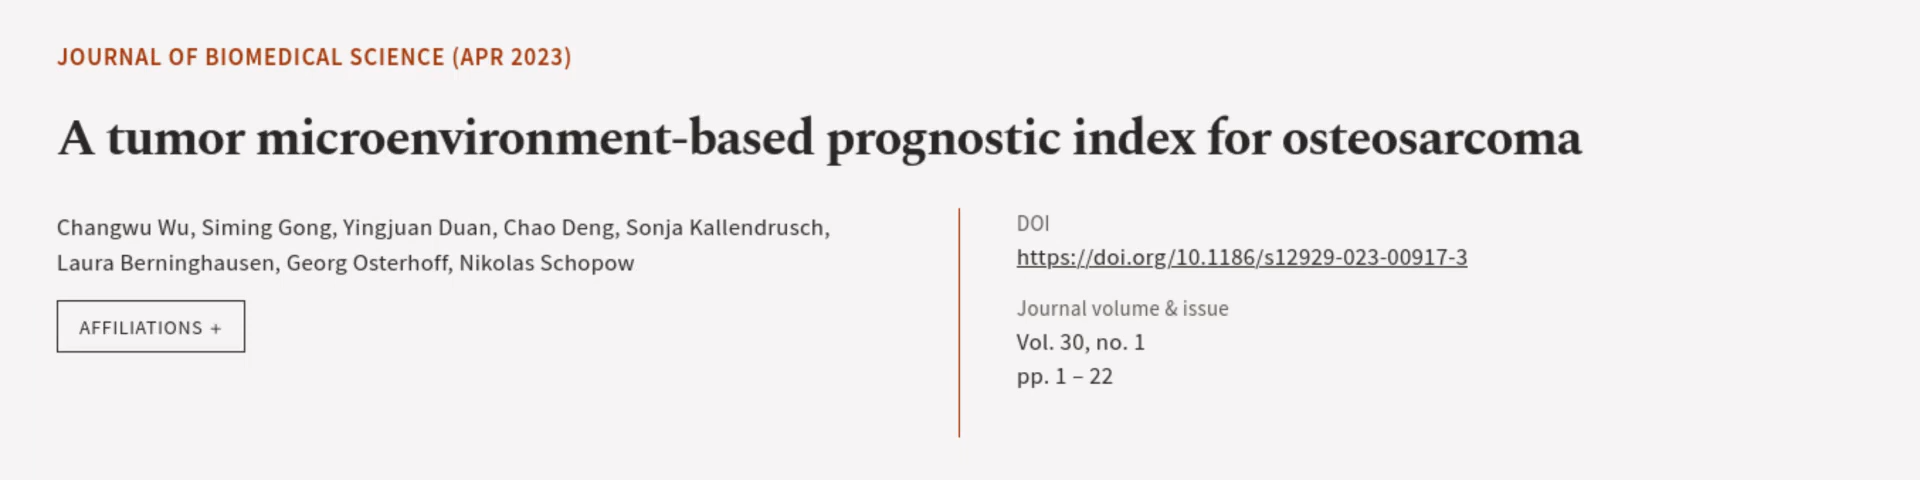 JOURNAL OF BIOMEDICAL SCIENCE (APR 2023)
A tumor microenvironment-based prognostic index for osteosarcoma
Changwu Wu, Siming Gong, Yingjuan Duan, Chao Deng, Sonja Kallendrusch,
Laura Berninghausen, Georg Osterhoff, Nikolas Schopow
AFFILIATIONS +
DOI
https://doi.org/10.1186/s12929-023-00917-3
Journal volume & issue
Vol. 30, no. 1
pp. 1 – 22